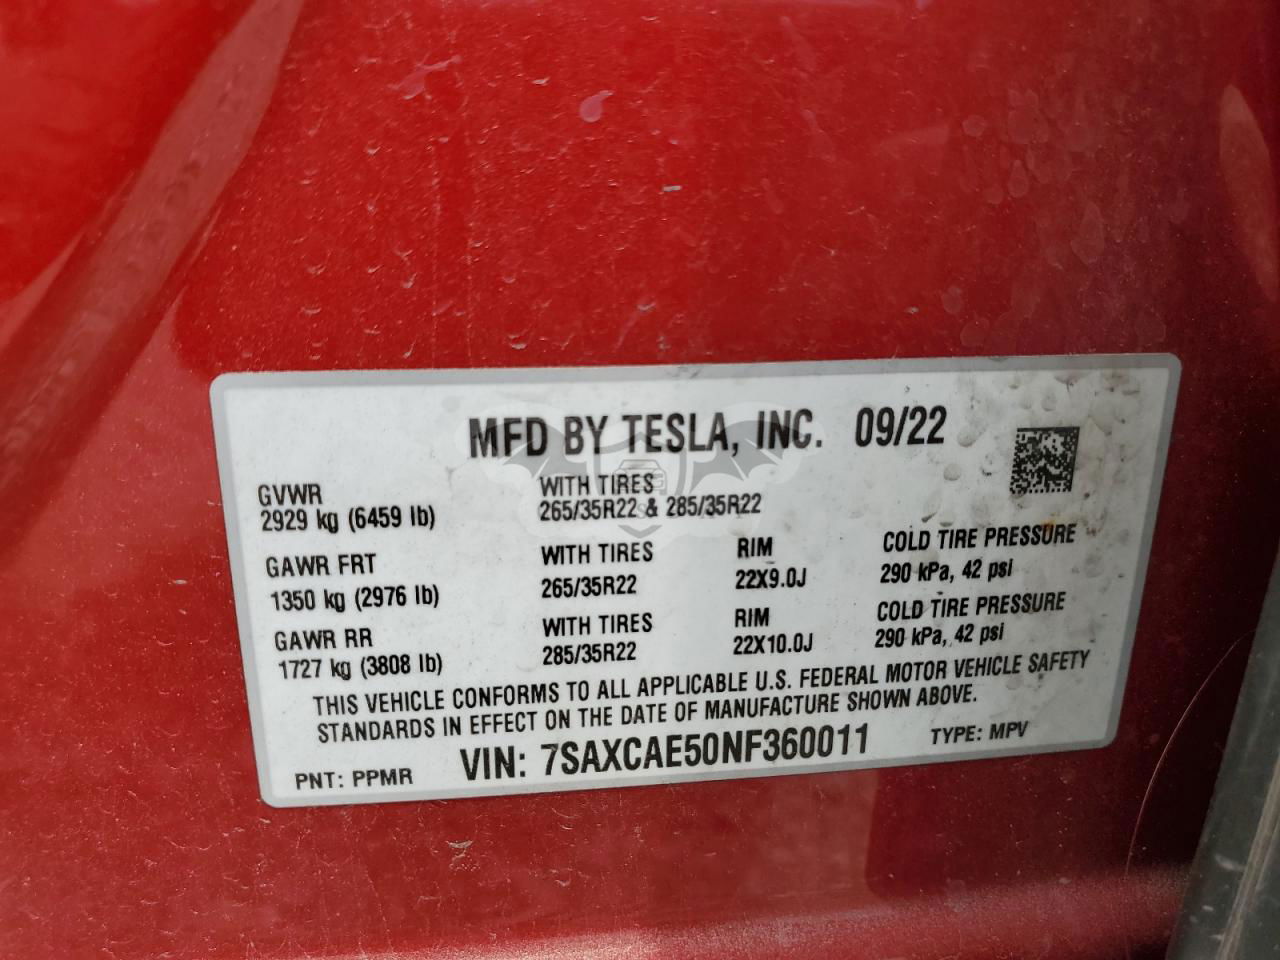 MFD BY TESLA, INC. 09/22
GVWR
2929 kg (6459 lb)
WITH TIRES
265/35R22 & 285/35R22
GAWR FRT
1350 kg (2976 lb)
WITH TIRES
265/35R22
RIM
22X9.0J
COLD TIRE PRESSURE
290 kPa, 42 psi
GAWR RR
1727 kg (3808 lb)
WITH TIRES
285/35R22
RIM
22X10.0J
COLD TIRE PRESSURE
290 kPa, 42 psi
THIS VEHICLE CONFORMS TO ALL APPLICABLE U.S. FEDERAL MOTOR VEHICLE SAFETY
STANDARDS IN EFFECT ON THE DATE OF MANUFACTURE SHOWN ABOVE.
PNT: PPMR VIN: 7SAXCAE50NF360011 TYPE: MPV